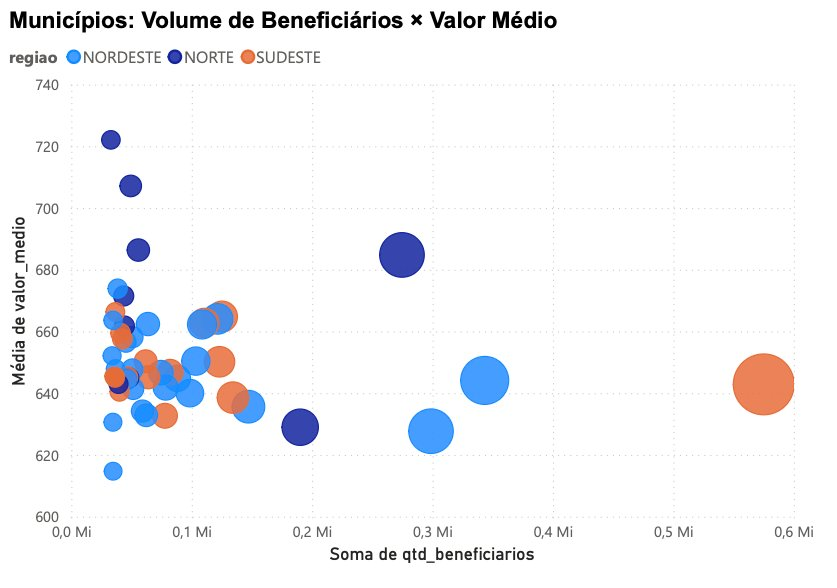 Municípios: Volume de Beneficiários × Valor Médio
regiao NORDESTE NORTE SUDESTE
740
720
700
680
660
640
620
600
Média de valor_medio
0,0 Mi 0,1 Mi 0,2 Mi 0,3 Mi 0,4 Mi 0,5 Mi 0,6 Mi
Soma de qtd_beneficiarios